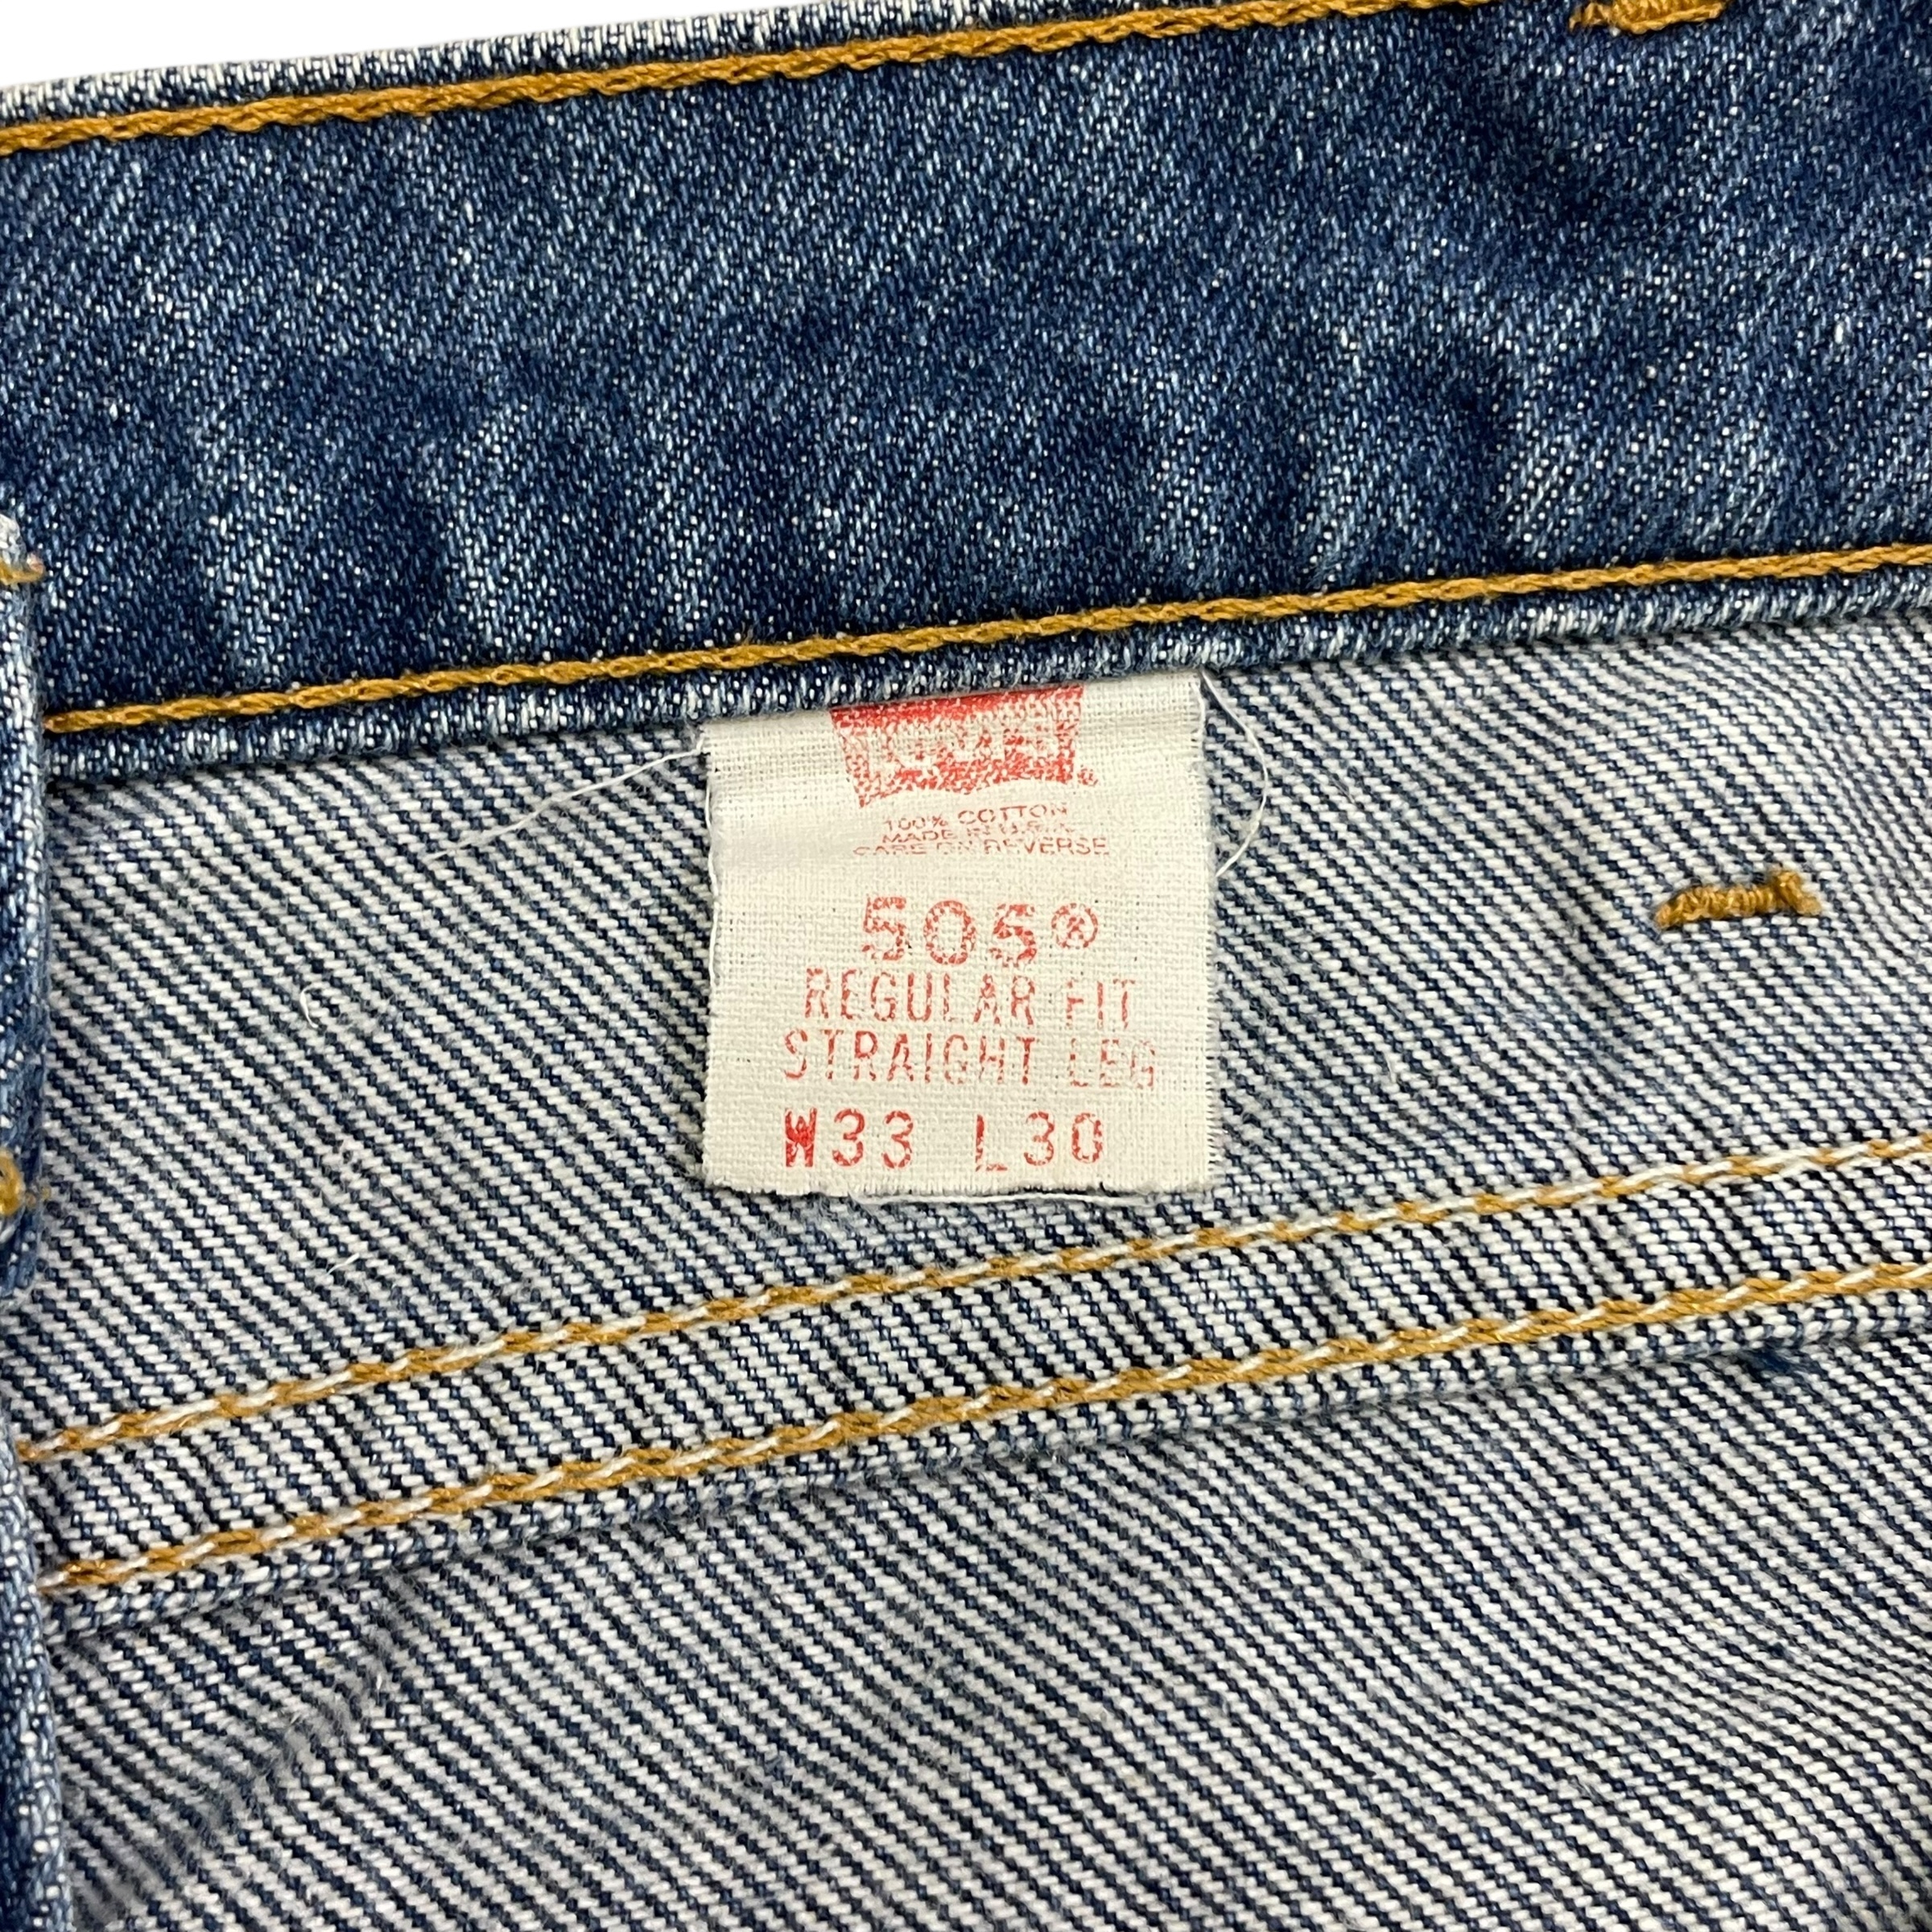 100% COTTON
MADE IN U.S.A.
CARE ON REVERSE
505®
REGULAR FIT
STRAIGHT LEG
W33 L30